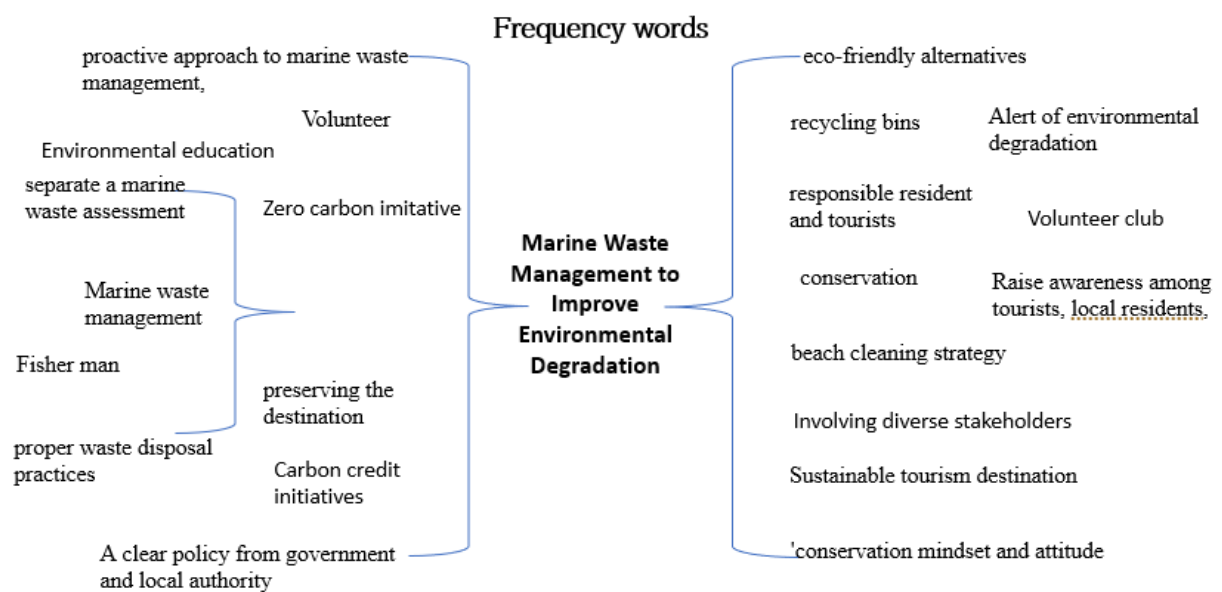 Frequency words
proactive approach to marine waste
management,
Volunteer
Environmental education
separate a marine
waste assessment
Zero carbon imitative
Marine waste
management
Fisher man
preserving the
destination
proper waste disposal
practices
Carbon credit
initiatives
A clear policy from government
and local authority
Marine Waste
Management to
Improve
Environmental
Degradation
eco-friendly alternatives
recycling bins
Alert of environmental
degradation
responsible resident
and tourists
Volunteer club
conservation
Raise awareness among
tourists, local residents,
beach cleaning strategy
Involving diverse stakeholders
Sustainable tourism destination
'conservation mindset and attitude